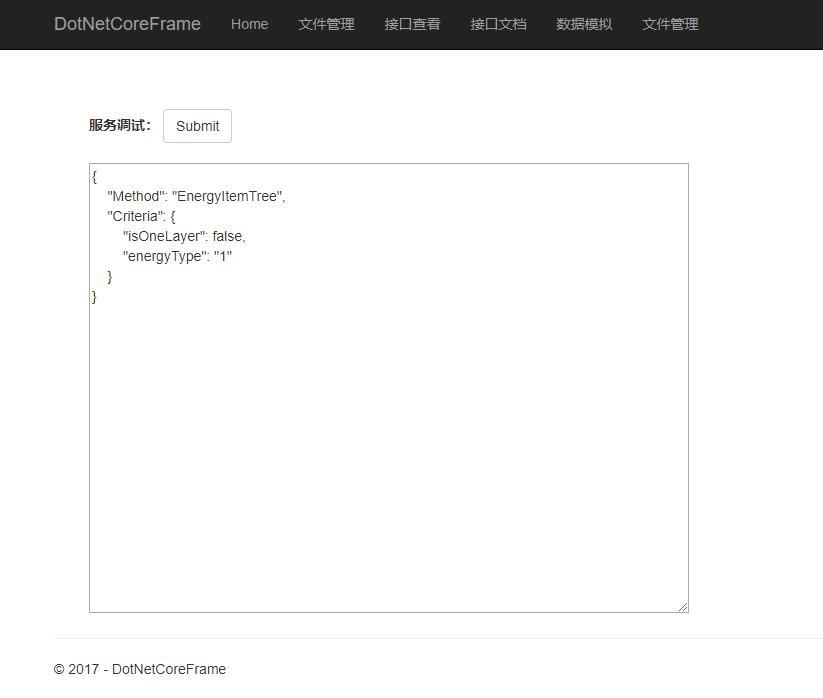 DotNetCoreFrame Home 文件管理 接口查看 接口文档 数据模拟 文件管理
服务调试： Submit
{
    "Method": "EnergyItemTree",
    "Criteria": {
        "isOneLayer": false,
        "energyType": "1"
    }
}
© 2017 - DotNetCoreFrame